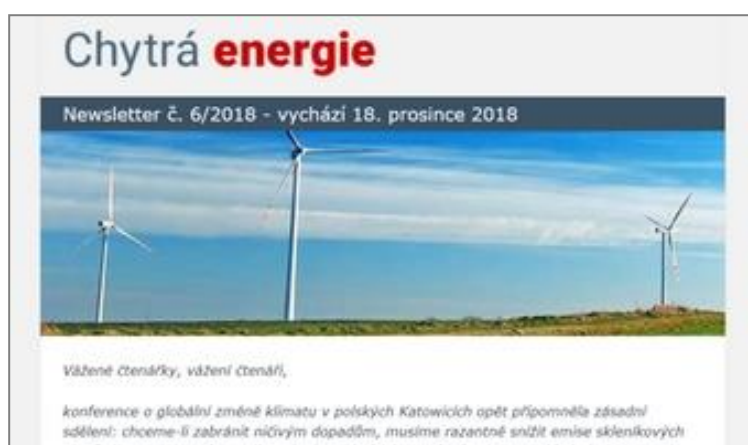 Chytrá energie
Newsletter č. 6/2018 - vychází 18. prosince 2018
Vážené čtenářky, vážení čtenáři,
konference o globální změně klimatu v polských Katowicích opět připomněla zásadní
sdělení: chceme-li zabránit ničivým dopadům, musíme razantně snížit emise skleníkových